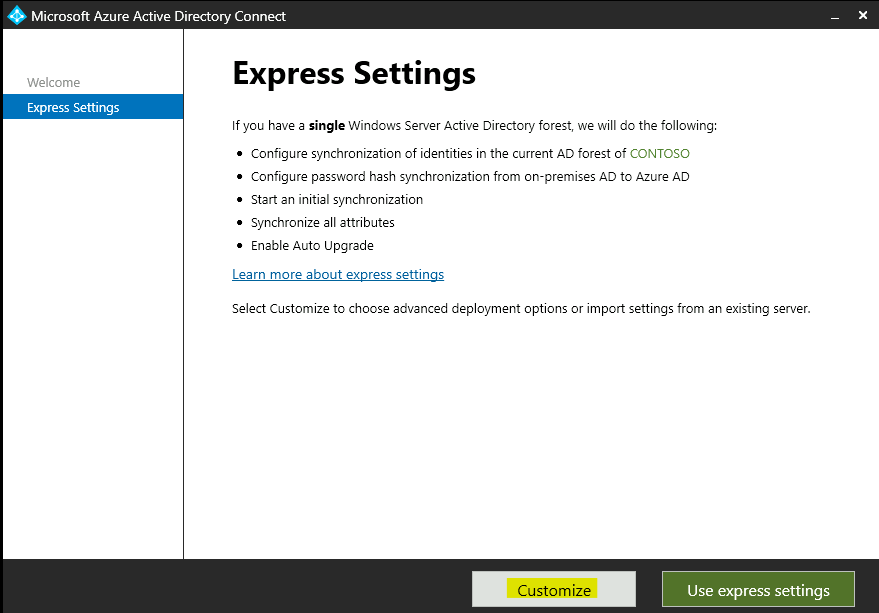 Microsoft Azure Active Directory Connect
Welcome
Express Settings
Express Settings
If you have a single Windows Server Active Directory forest, we will do the following:
Configure synchronization of identities in the current AD forest of CONTOSO
Configure password hash synchronization from on-premises AD to Azure AD
Start an initial synchronization
Synchronize all attributes
Enable Auto Upgrade
Learn more about express settings
Select Customize to choose advanced deployment options or import settings from an existing server.
Customize
Use express settings